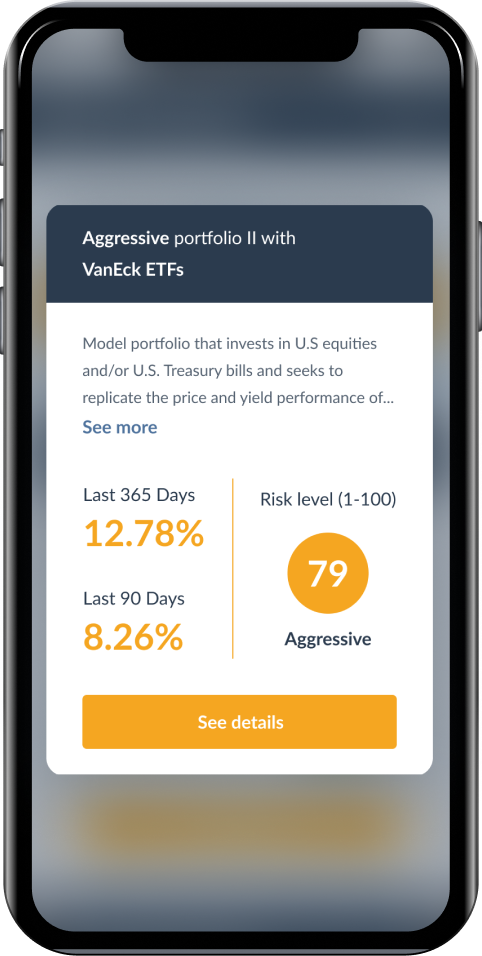 Aggressive portfolio II with
VanEck ETFs
Model portfolio that invests in U.S equities
and/or U.S. Treasury bills and seeks to
replicate the price and yield performance of...
See more
Last 365 Days
12.78%
Last 90 Days
8.26%
Risk level (1-100)
79
Aggressive
See details